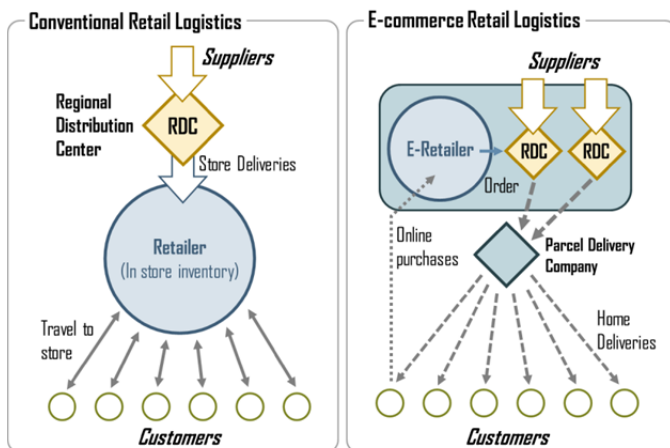 Conventional Retail Logistics
Suppliers
Regional
Distribution
Center
RDC
Store Deliveries
Retailer
(In store inventory)
Travel to
store
Customers
E-commerce Retail Logistics
Suppliers
E-Retailer
RDC
RDC
Order
Online
purchases
Parcel Delivery
Company
Home
Deliveries
Customers